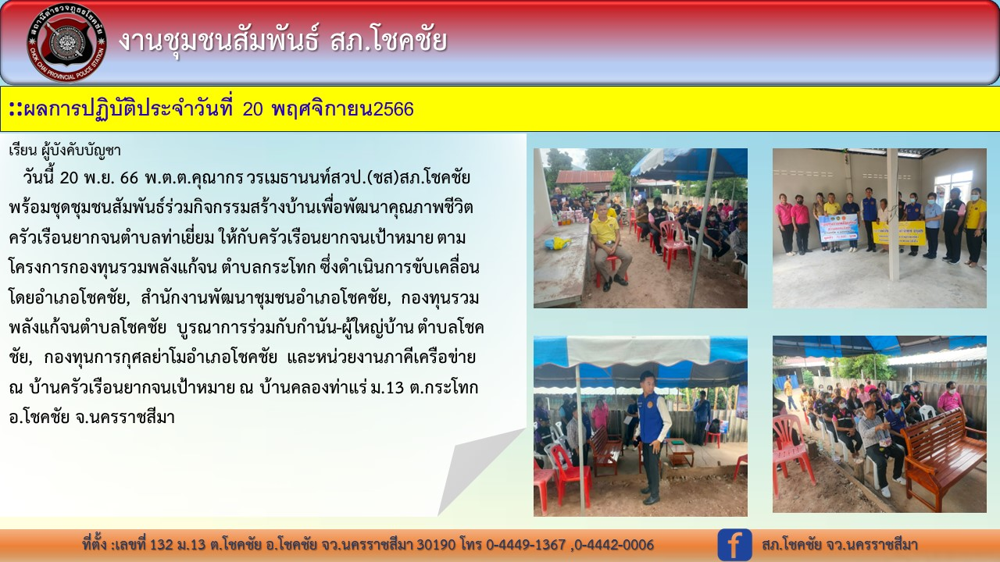 สถานีตำรวจภูธรโชคชัย
CHOK CHAI PROVINCIAL POLICE STATION
งานชุมชนสัมพันธ์ สภ.โชคชัย
::ผลการปฏิบัติประจำวันที่ 20 พฤศจิกายน2566
เรียน ผู้บังคับบัญชา
วันนี้ 20 พ.ย. 66 พ.ต.ต.คุณากร วรเมธานนท์สวป.(ชส)สภ.โชคชัย
พร้อมชุดชุมชนสัมพันธ์ร่วมกิจกรรมสร้างบ้านเพื่อพัฒนาคุณภาพชีวิต
ครัวเรือนยากจนตำบลท่าเยี่ยม ให้กับครัวเรือนยากจนเป้าหมาย ตาม
โครงการกองทุนรวมพลังแก้จน ตำบลกระโทก ซึ่งดำเนินการขับเคลื่อน
โดยอำเภอโชคชัย, สำนักงานพัฒนาชุมชนอำเภอโชคชัย, กองทุนรวม
พลังแก้จนตำบลโชคชัย บูรณาการร่วมกับกำนัน-ผู้ใหญ่บ้าน ตำบลโชค
ชัย, กองทุนการกุศลย่าโมอำเภอโชคชัย และหน่วยงานภาคีเครือข่าย
ณ บ้านครัวเรือนยากจนเป้าหมาย ณ บ้านคลองท่าแร่ ม.13 ต.กระโทก
อ.โชคชัย จ.นครราชสีมา
ที่ตั้ง :เลขที่ 132 ม.13 ต.โชคชัย อ.โชคชัย จว.นครราชสีมา 30190 โทร 0-4449-1367 ,0-4442-0006
f สภ.โชคชัย จว.นครราชสีมา